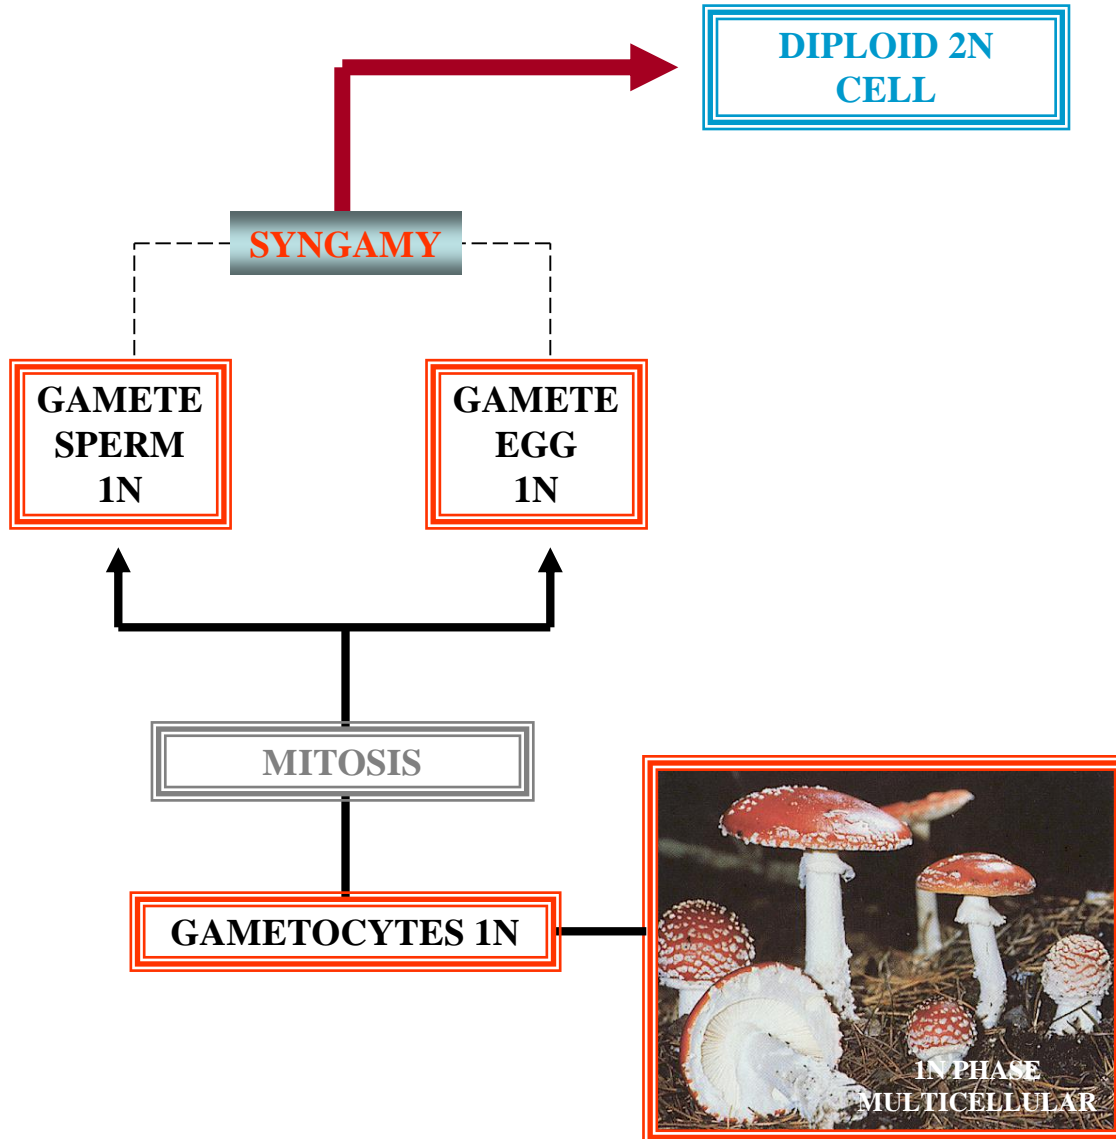 DIPLOID 2N
CELL
SYNGAMY
GAMETE
SPERM
1N
GAMETE
EGG
1N
MITOSIS
GAMETOCYTES 1N
1N PHASE
MULTICELLULAR